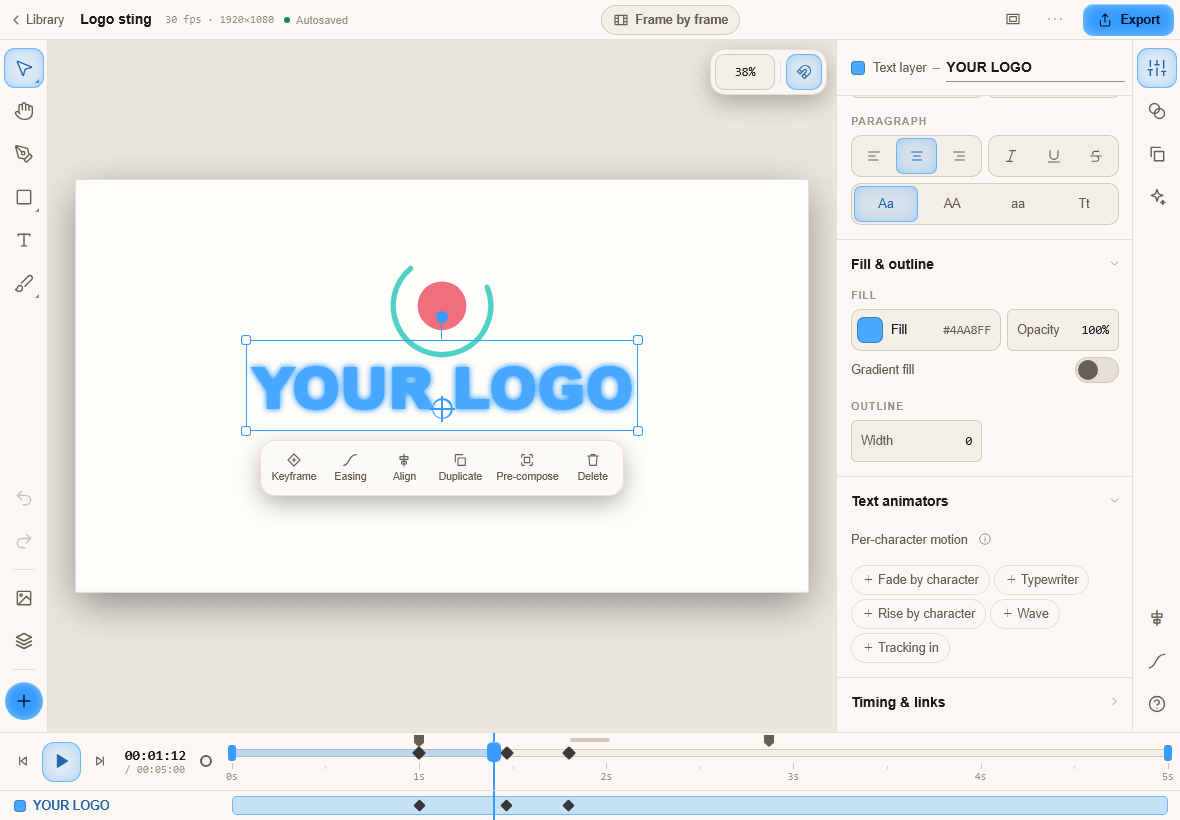 Library Logo sting 30 fps · 1920×1080 Autosaved Frame by frame Export
38%
Text layer – YOUR LOGO
PARAGRAPH
Aa AA aa Tt
Fill & outline
FILL
Fill #4AA8FF Opacity 100%
Gradient fill
OUTLINE
Width 0
YOUR LOGO
Keyframe Easing Align Duplicate Pre-compose Delete
Text animators
Per-character motion
+ Fade by character + Typewriter
+ Rise by character + Wave
+ Tracking in
Timing & links
00:01:12
/ 00:05:00
0s 1s 2s 3s 4s 5s
YOUR LOGO